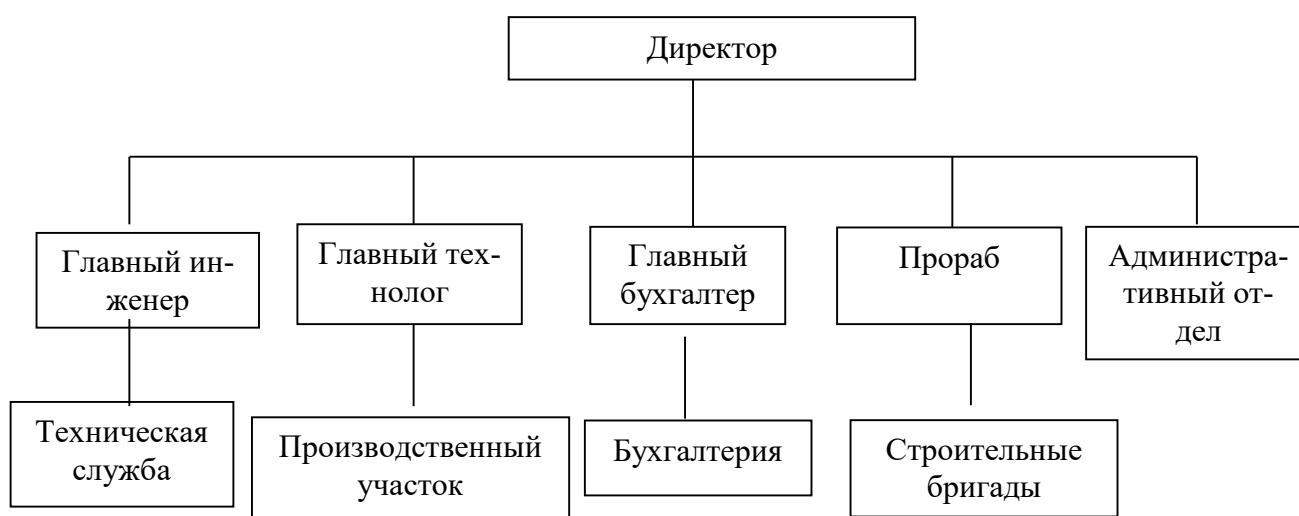 Директор
Главный ин-
женер
Главный тех-
нолог
Главный
бухгалтер
Прораб
Администра-
тивный от-
дел
Техническая
служба
Производственный
участок
Бухгалтерия
Строительные
бригады